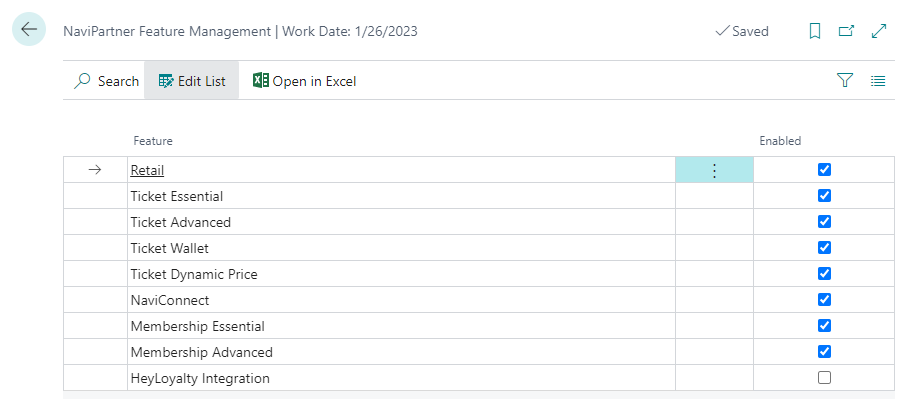 NaviPartner Feature Management | Work Date: 1/26/2023
Saved
Search Edit List Open in Excel
Feature Enabled
Retail
Ticket Essential
Ticket Advanced
Ticket Wallet
Ticket Dynamic Price
NaviConnect
Membership Essential
Membership Advanced
HeyLoyalty Integration